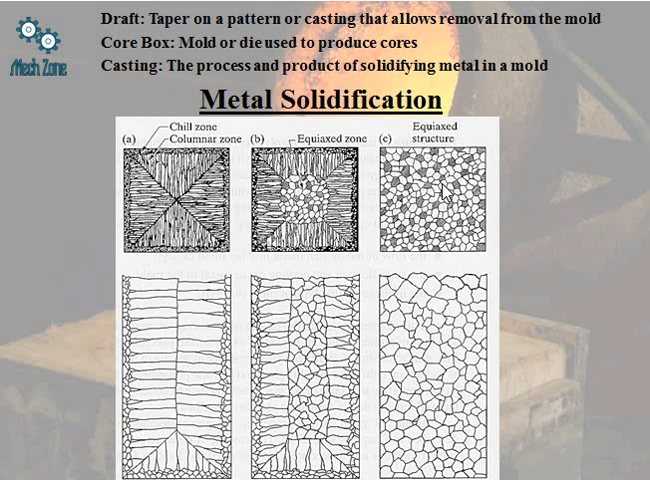 Draft: Taper on a pattern or casting that allows removal from the mold
Core Box: Mold or die used to produce cores
Mech Zone
Casting: The process and product of solidifying metal in a mold
Metal Solidification
(a) Chill zone
Columnar zone
(b) Equiaxed zone
(c) Equiaxed
structure